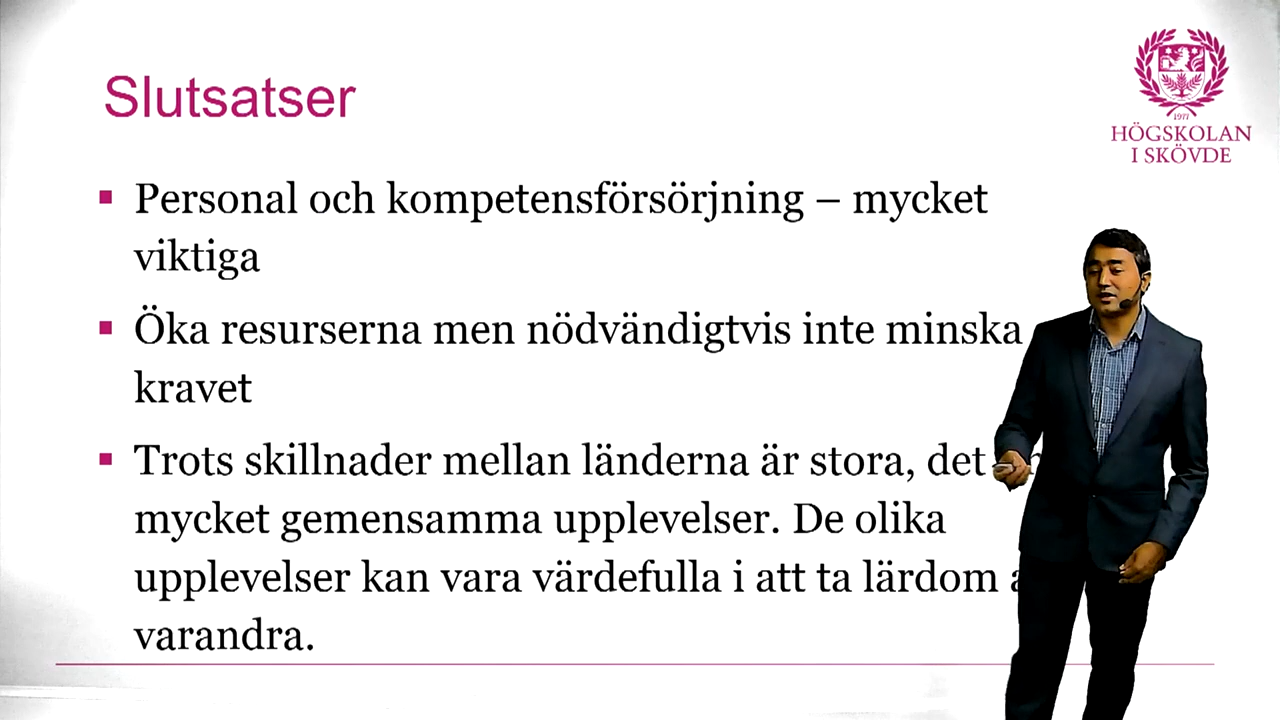 Slutsatser
1977
HÖGSKOLAN
I SKÖVDE
▪ Personal och kompetensförsörjning – mycket
viktiga
▪ Öka resurserna men nödvändigtvis inte minska
kravet
▪ Trots skillnader mellan länderna är stora, det
mycket gemensamma upplevelser. De olika
upplevelser kan vara värdefulla i att ta lärdom
varandra.